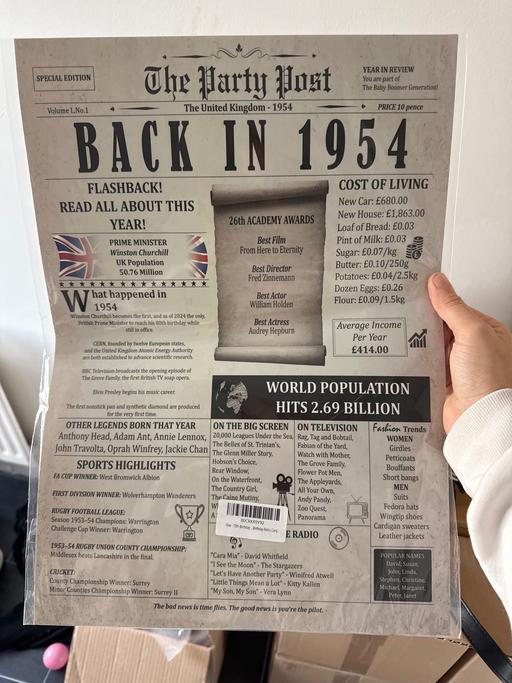 SPECIAL EDITION
The Party Post
YEAR IN REVIEW
You are part of
The Baby Boomer Generation!
Volume 1, No.1
The United Kingdom - 1954
PRICE 10 pence
BACK IN 1954
FLASHBACK!
READ ALL ABOUT THIS
YEAR!
PRIME MINISTER
Winston Churchill
UK Population
50.76 Million
What happened in
1954
Winston Churchill becomes the first, and as of 2024 the only,
British Prime Minister to reach his 80th birthday while
still in office.
CERN, founded by twelve European states,
and the United Kingdom Atomic Energy Authority
are both established to advance scientific research.
BBC Television broadcasts the opening episode of
The Grove Family, the first British TV soap opera.
Elvis Presley begins his music career.
The first nonstick pan and synthetic diamond are produced
for the very first time.
26th ACADEMY AWARDS
Best Film
From Here to Eternity
Best Director
Fred Zinnemann
Best Actor
William Holden
Best Actress
Audrey Hepburn
COST OF LIVING
New Car: £680.00
New House: £1,863.00
Loaf of Bread: £0.03
Pint of Milk: £0.03
Sugar: £0.07/kg
Butter: £0.10/250g
Potatoes: £0.04/2.5kg
Dozen Eggs: £0.26
Flour: £0.09/1.5kg
Average Income
Per Year
£414.00
WORLD POPULATION
HITS 2.69 BILLION
OTHER LEGENDS BORN THAT YEAR
Anthony Head, Adam Ant, Annie Lennox,
John Travolta, Oprah Winfrey, Jackie Chan
SPORTS HIGHLIGHTS
FA CUP WINNER: West Bromwich Albion
FIRST DIVISION WINNER: Wolverhampton Wanderers
RUGBY FOOTBALL LEAGUE:
Season 1953–54 Champions: Warrington
Challenge Cup Winner: Warrington
1953–54 RUGBY UNION COUNTY CHAMPIONSHIP:
Middlesex beats Lancashire in the final.
CRICKET:
County Championship Winner: Surrey
Minor Counties Championship Winner: Surrey II
ON THE BIG SCREEN
20,000 Leagues Under the Sea,
The Belles of St. Trinian's,
The Glenn Miller Story,
Hobson's Choice,
Rear Window,
On the Waterfront,
The Country Girl,
The Caine Mutiny,
ON TELEVISION
Rag, Tag and Bobtail,
Fabian of the Yard,
Watch with Mother,
The Grove Family,
Flower Pot Men,
The Appleyards,
All Your Own,
Andy Pandy,
Zoo Quest,
Panorama
E RADIO
"Cara Mia" - David Whitfield
"I See the Moon" - The Stargazers
"Let's Have Another Party" - Winifred Atwell
"Little Things Mean a Lot" - Kitty Kallen
"My Son, My Son" - Vera Lynn
Fashion Trends
WOMEN
Girdles
Petticoats
Bouffants
Short bangs
MEN
Suits
Fedora hats
Wingtip shoes
Cardigan sweaters
Leather jackets
POPULAR NAMES
David, Susan,
John, Linda,
Stephen, Christine,
Michael, Margaret,
Peter, Janet
The bad news is time flies. The good news is you're the pilot.